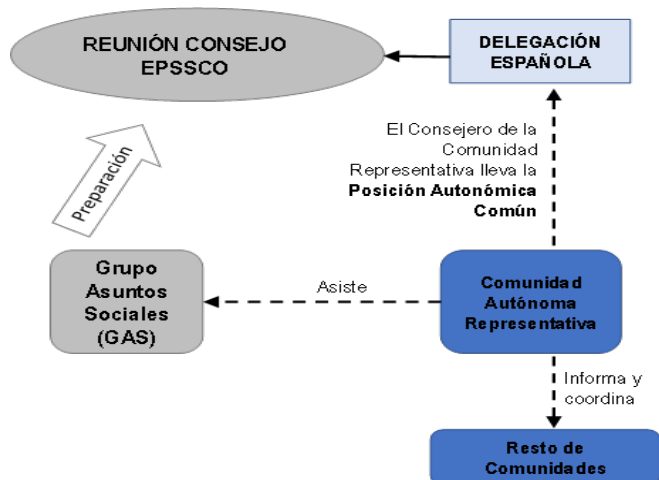 REUNIÓN CONSEJO
EPSSCO
DELEGACIÓN
ESPAÑOLA
El Consejero de la
Comunidad
Representativa lleva la
Posición Autonómica
Común
Preparación
Grupo
Asuntos
Sociales
(GAS)
Asiste
Comunidad
Autónoma
Representativa
Informa y
coordina
Resto de
Comunidades